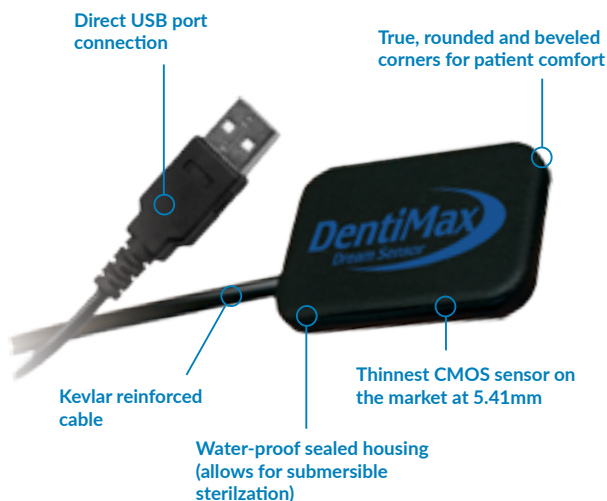 Direct USB port
connection
True, rounded and beveled
corners for patient comfort
DentiMax
Dream Sensor
Kevlar reinforced
cable
Thinnest CMOS sensor on
the market at 5.41mm
Water-proof sealed housing
(allows for submersible
sterilzation)